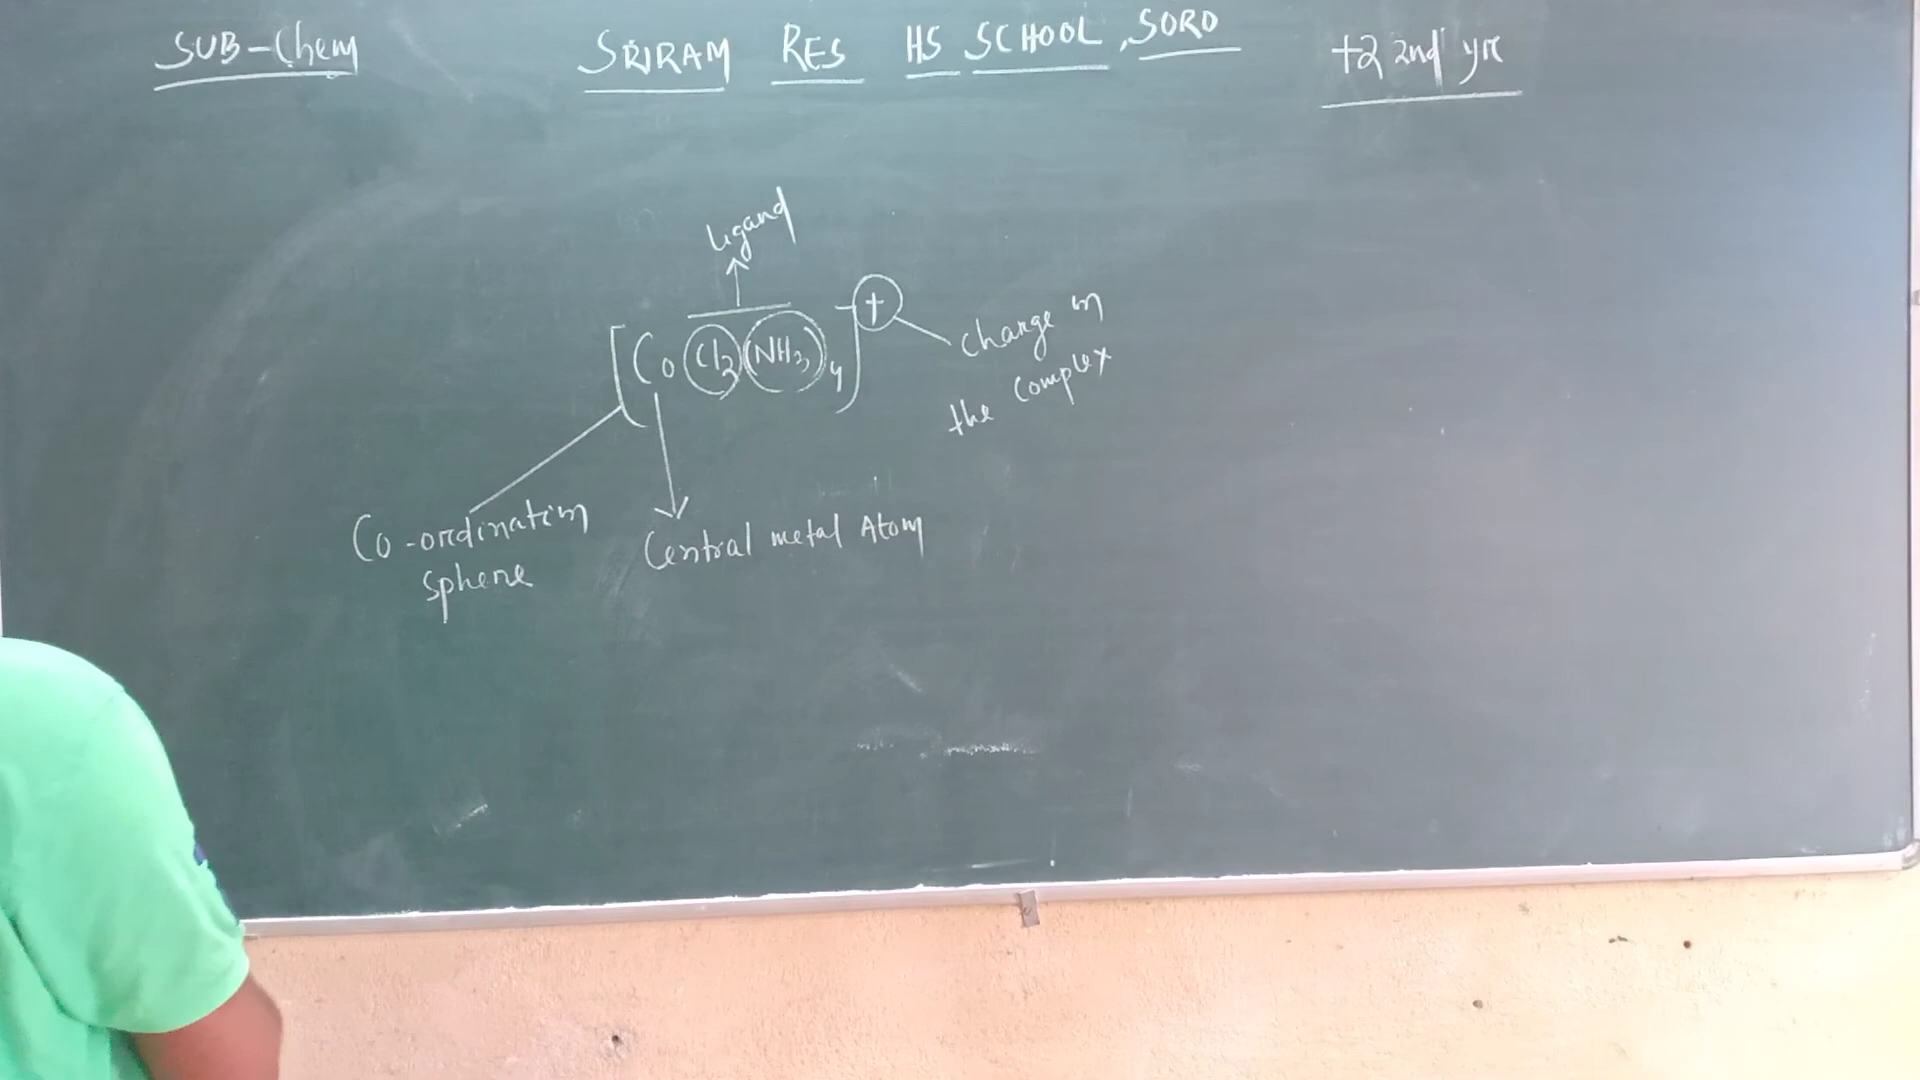 SUB-Chem SRIRAM RES HS SCHOOL, SORO +2 2nd yr
Ligand
[Co Cl2 (NH3)4]+
charge on
the complex
Co-ordination
sphere
Central metal Atom